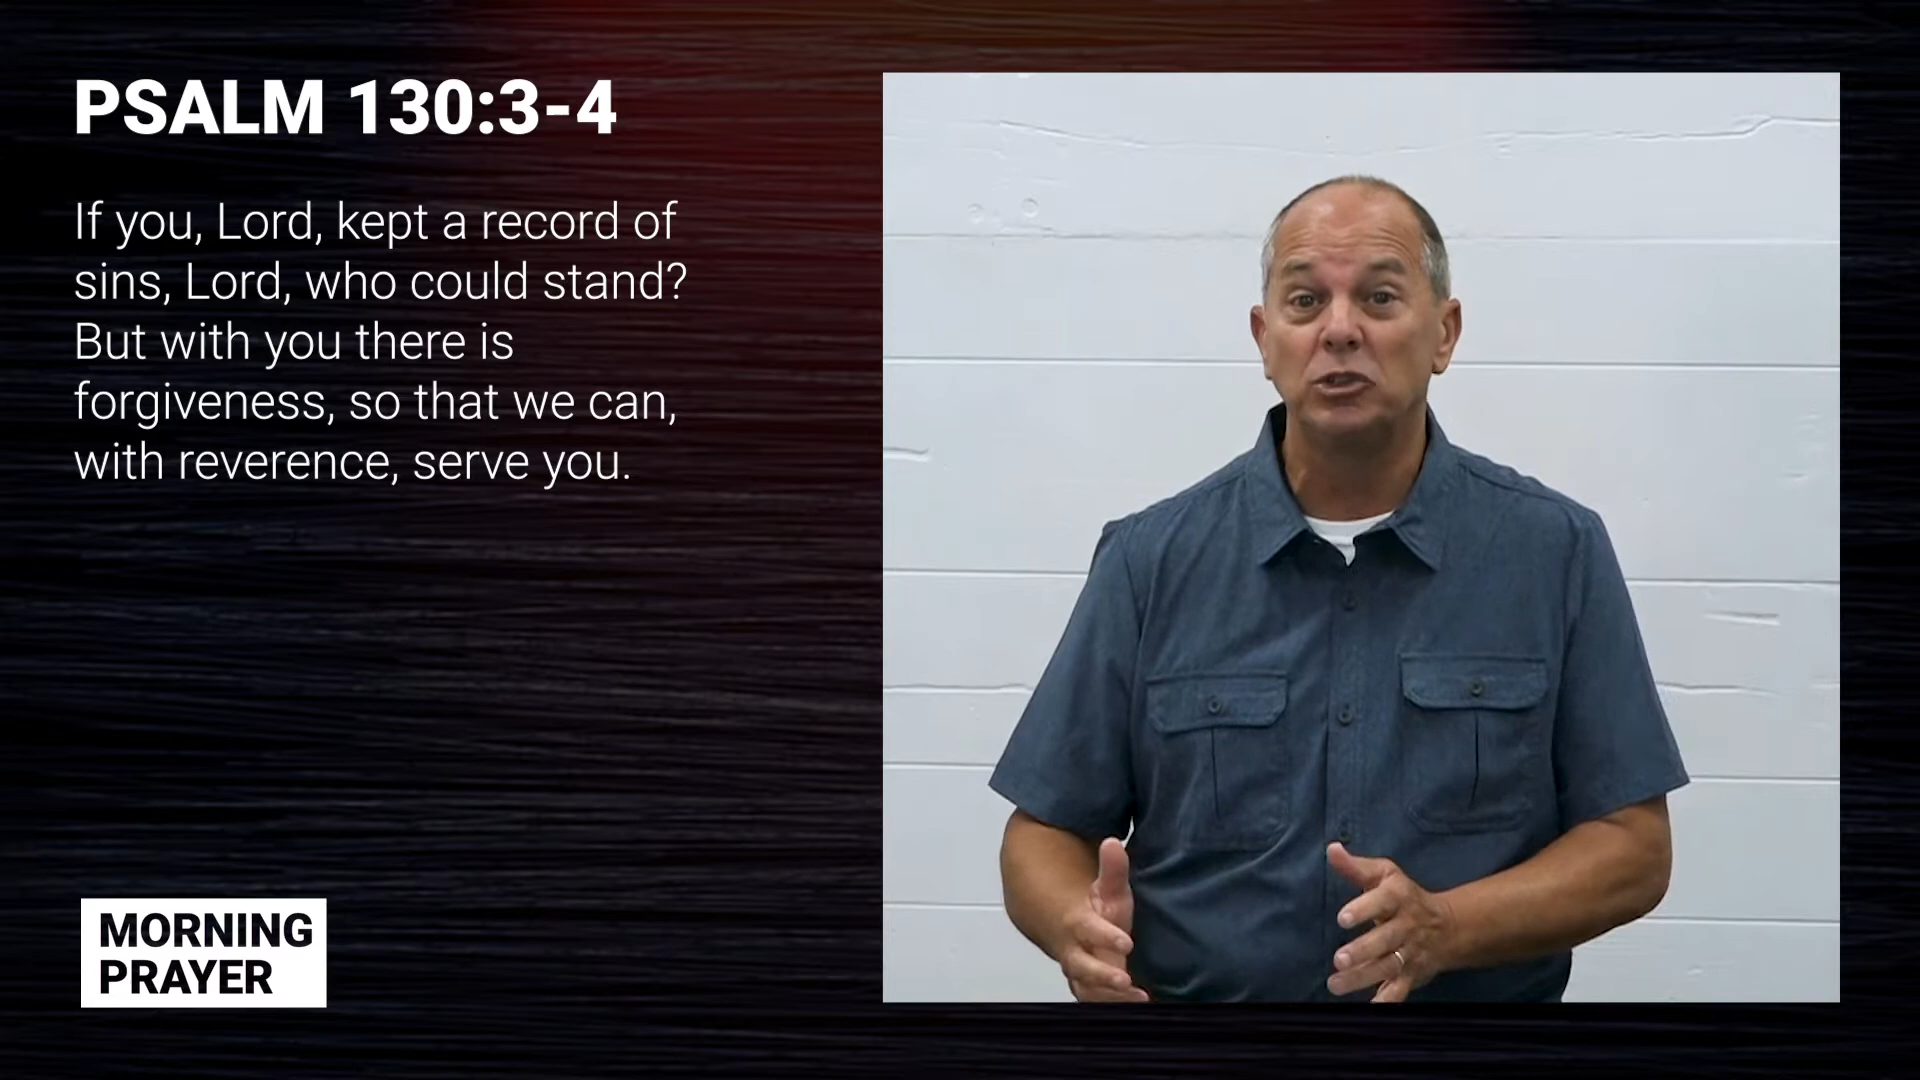 PSALM 130:3-4
If you, Lord, kept a record of
sins, Lord, who could stand?
But with you there is
forgiveness, so that we can,
with reverence, serve you.
MORNING
PRAYER